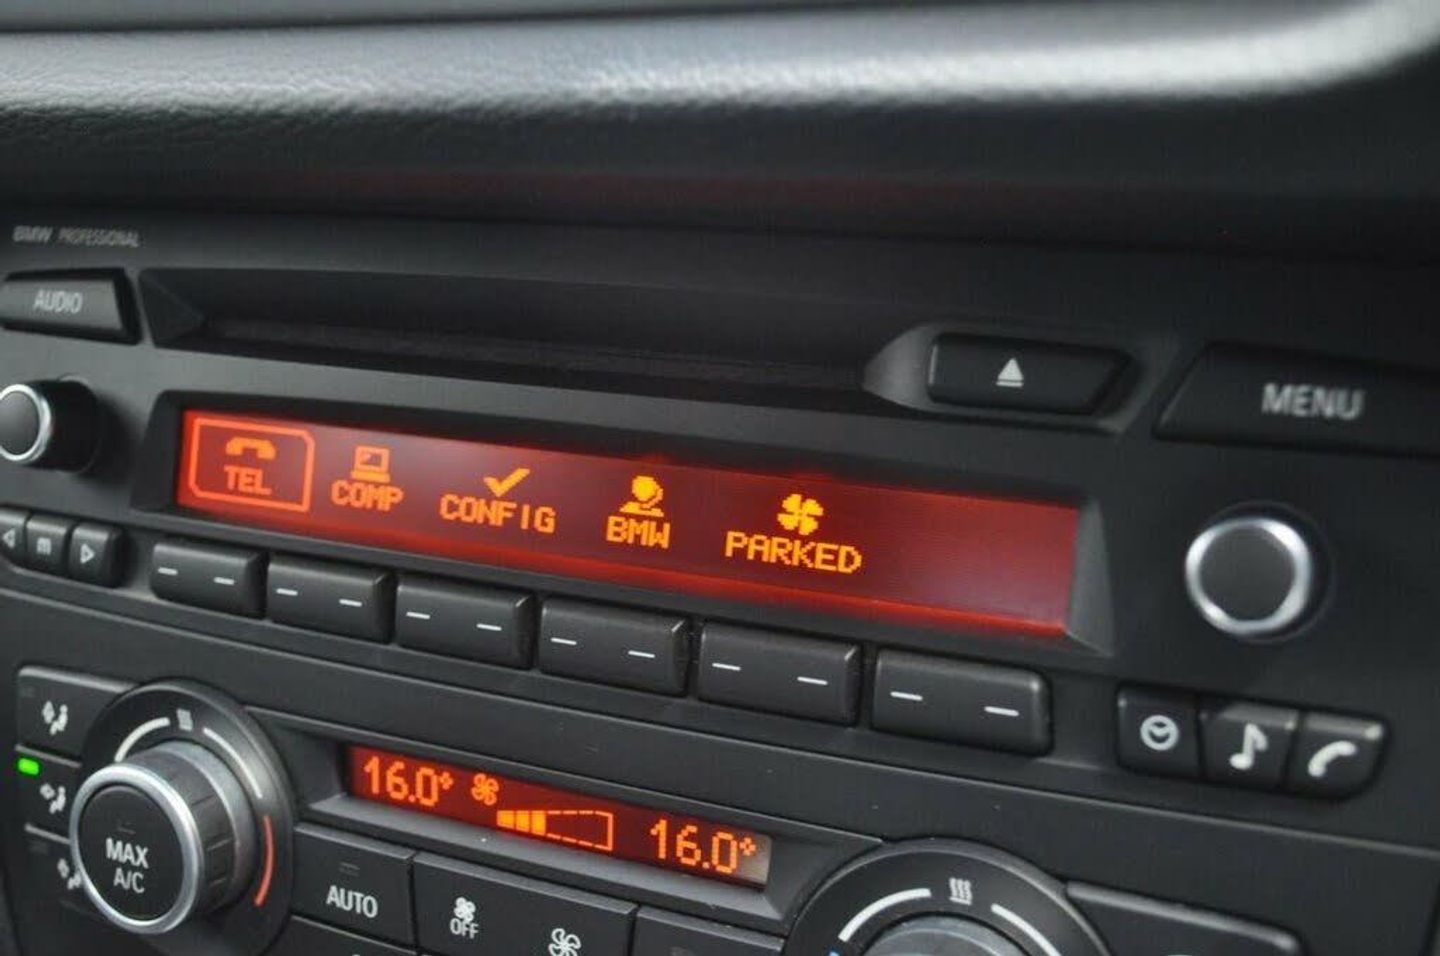 BMW PROFESSIONAL
AUDIO
MENU
TEL
COMP
CONFIG
BMW
PARKED
m
16.0°
16.0°
MAX
A/C
AUTO
OFF